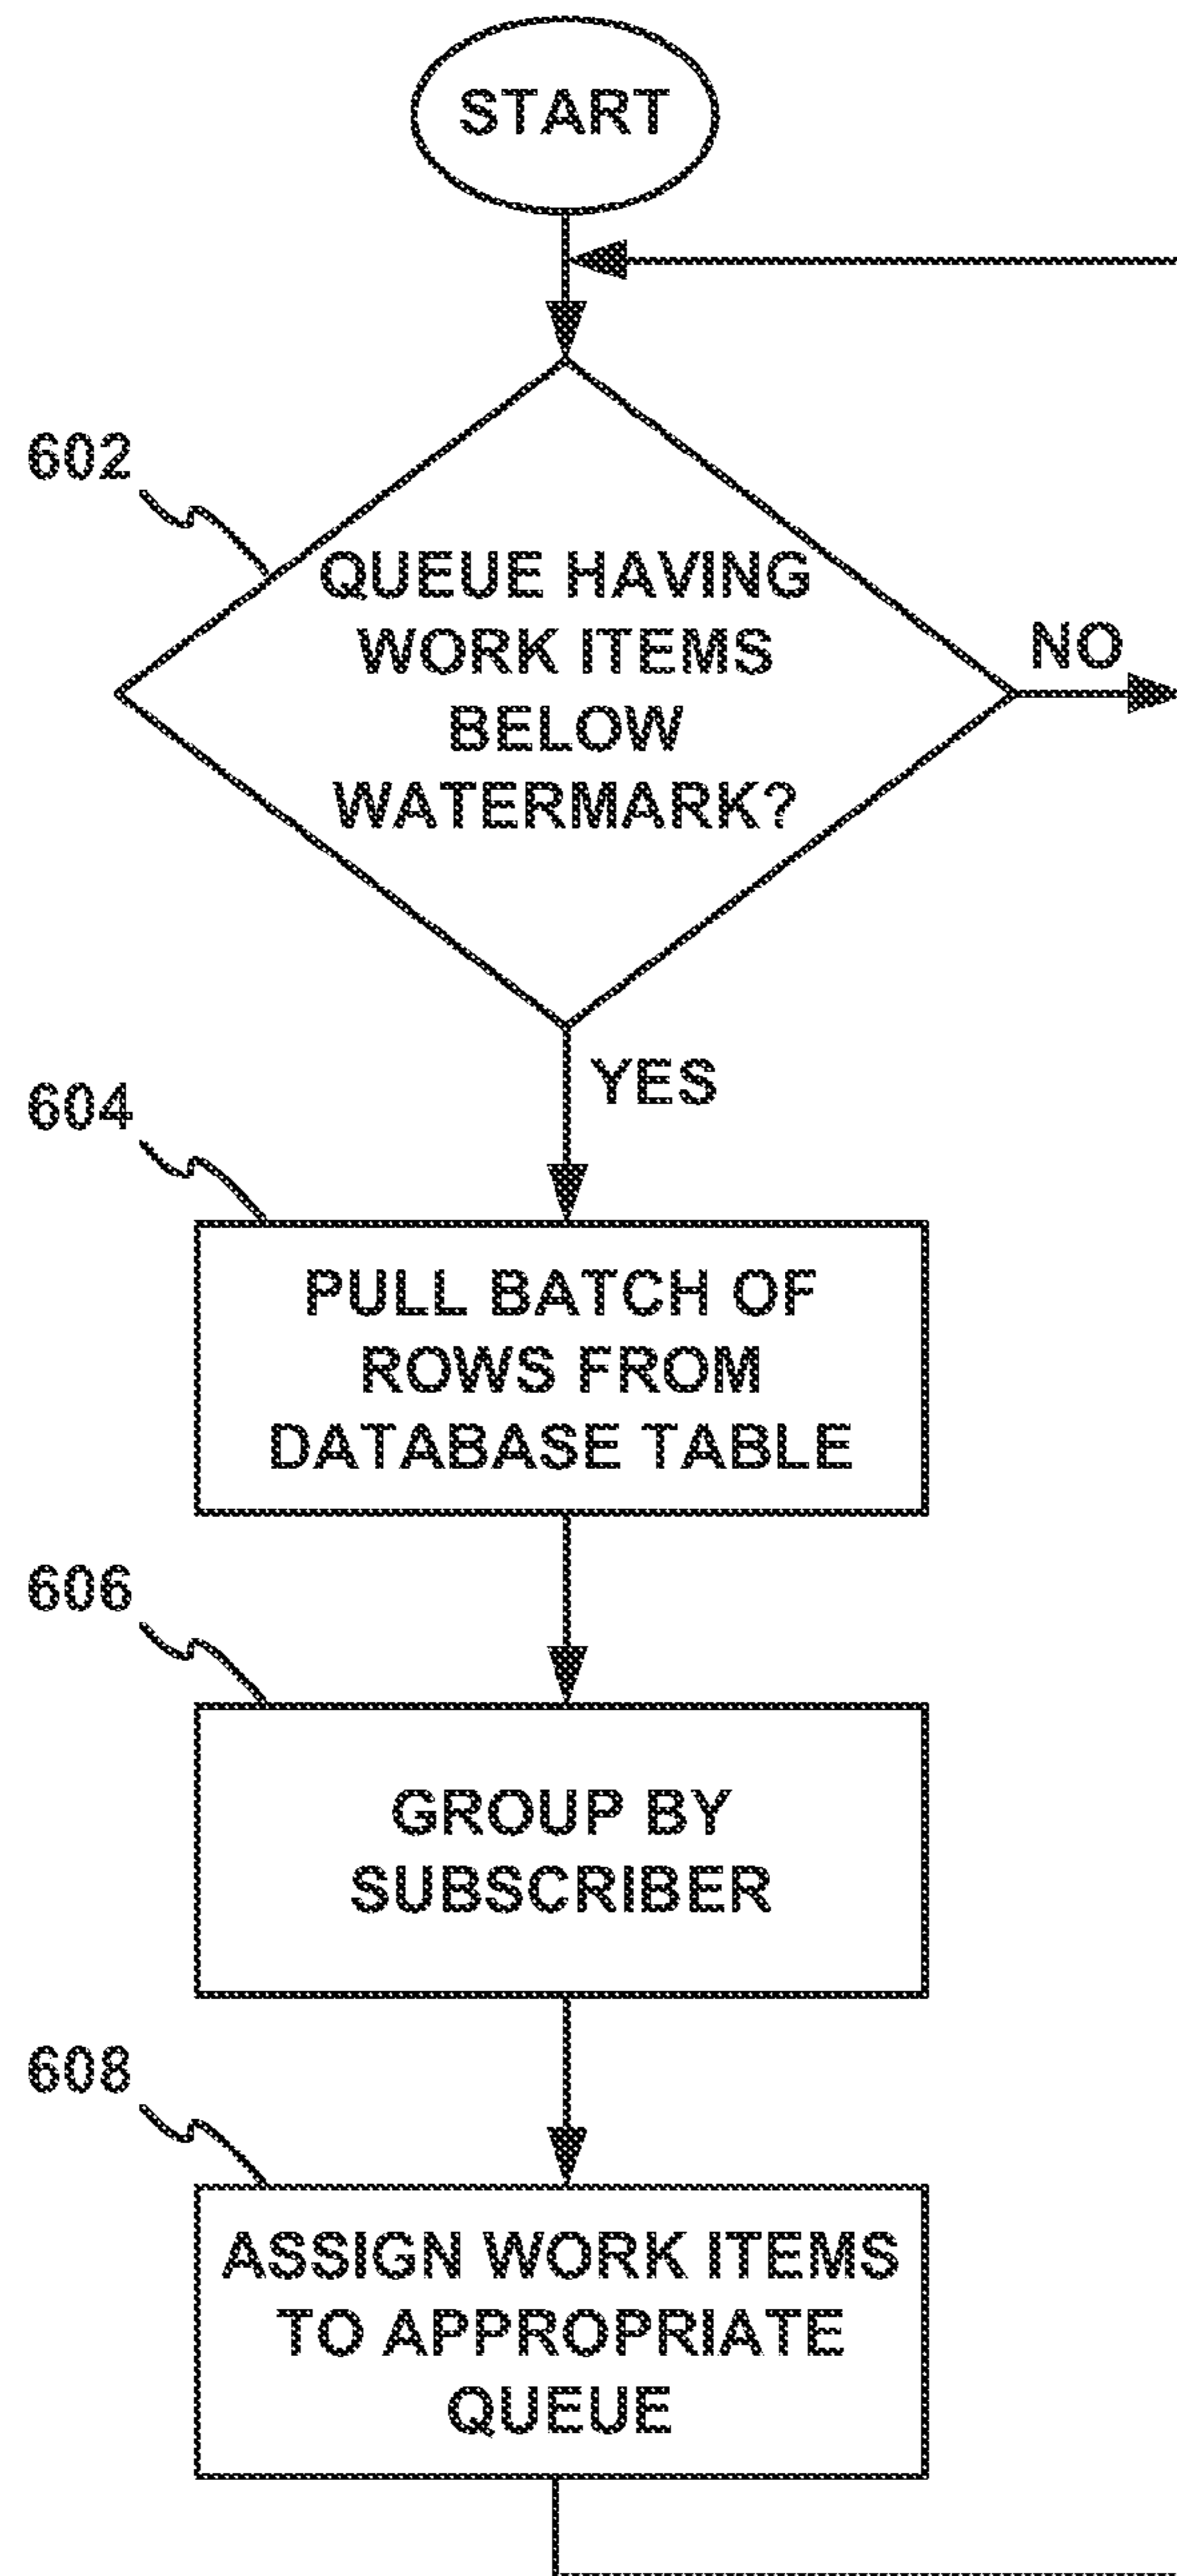 START
602
QUEUE HAVING
WORK ITEMS
BELOW
WATERMARK?
NO
YES
604
PULL BATCH OF
ROWS FROM
DATABASE TABLE
606
GROUP BY
SUBSCRIBER
608
ASSIGN WORK ITEMS
TO APPROPRIATE
QUEUE